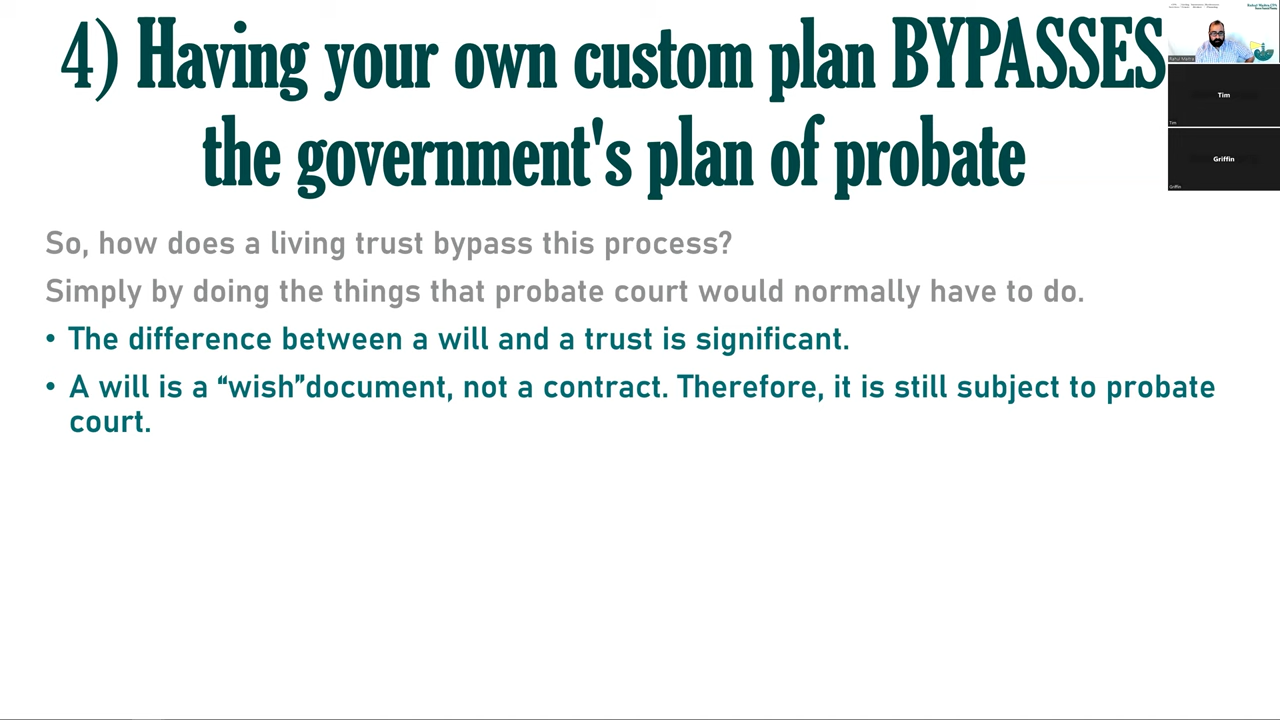 4) Having your own custom plan BYPASSES
the government's plan of probate
So, how does a living trust bypass this process?
Simply by doing the things that probate court would normally have to do.
• The difference between a will and a trust is significant.
• A will is a “wish”document, not a contract. Therefore, it is still subject to probate
court.
Tim
Tim
Griffin
Griffin